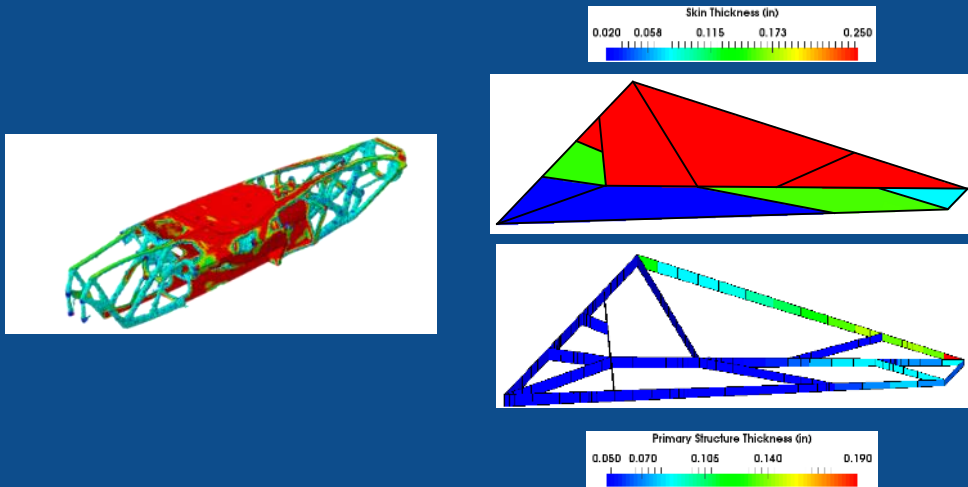 Skin Thickness (in)
0.020 0.058 0.115 0.173 0.250
Primary Structure Thickness (in)
0.050 0.070 0.105 0.140 0.190